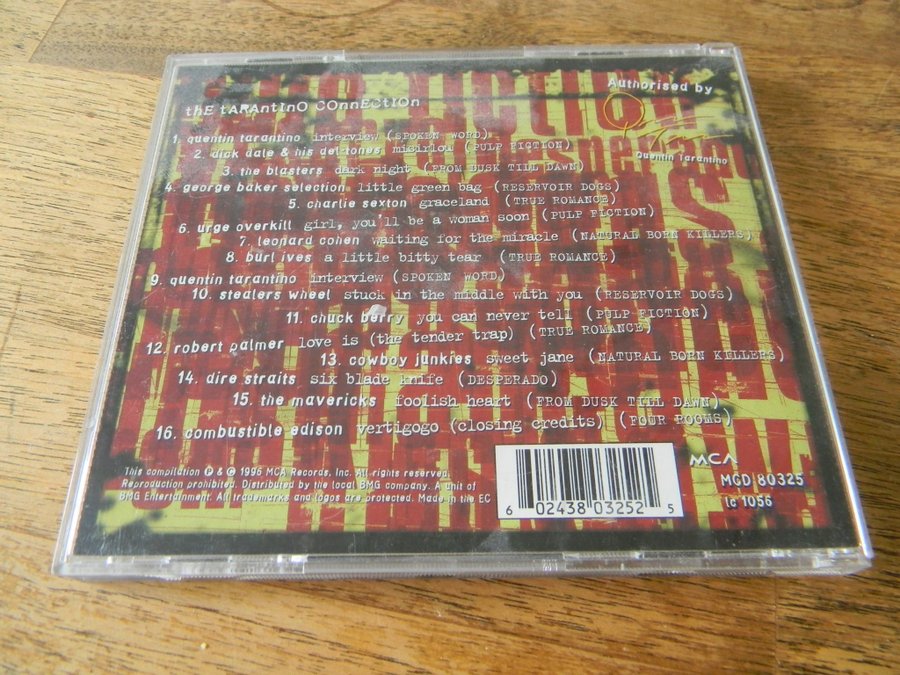 thE tARAntInO COnnECtIOn
Authorised by
Quentin Tarantino
1. quentin tarantino interview (SPOKEN WORD)
2. dick dale & his del-tones misirlou (PULP FICTION)
3. the blasters dark night (FROM DUSK TILL DAWN)
4. george baker selection little green bag (RESERVOIR DOGS)
5. charlie sexton graceland (TRUE ROMANCE)
6. urge overkill girl, you'll be a woman soon (PULP FICTION)
7. leonard cohen waiting for the miracle (NATURAL BORN KILLERS)
8. burl ives a little bitty tear (TRUE ROMANCE)
9. quentin tarantino interview (SPOKEN WORD)
10. stealers wheel stuck in the middle with you (RESERVOIR DOGS)
11. chuck berry you can never tell (PULP FICTION)
12. robert palmer love is (the tender trap) (TRUE ROMANCE)
13. cowboy junkies sweet jane (NATURAL BORN KILLERS)
14. dire straits six blade knife (DESPERADO)
15. the mavericks foolish heart (FROM DUSK TILL DAWN)
16. combustible edison vertigogo (closing credits) (FOUR ROOMS)
This compilation ℗ & © 1996 MCA Records, Inc. All rights reserved.
Reproduction prohibited. Distributed by the local BMG company. A unit of
BMG Entertainment. All trademarks and logos are protected. Made in the EC
6 02438 03252 5
MCA
MCD 80325
lc 1056